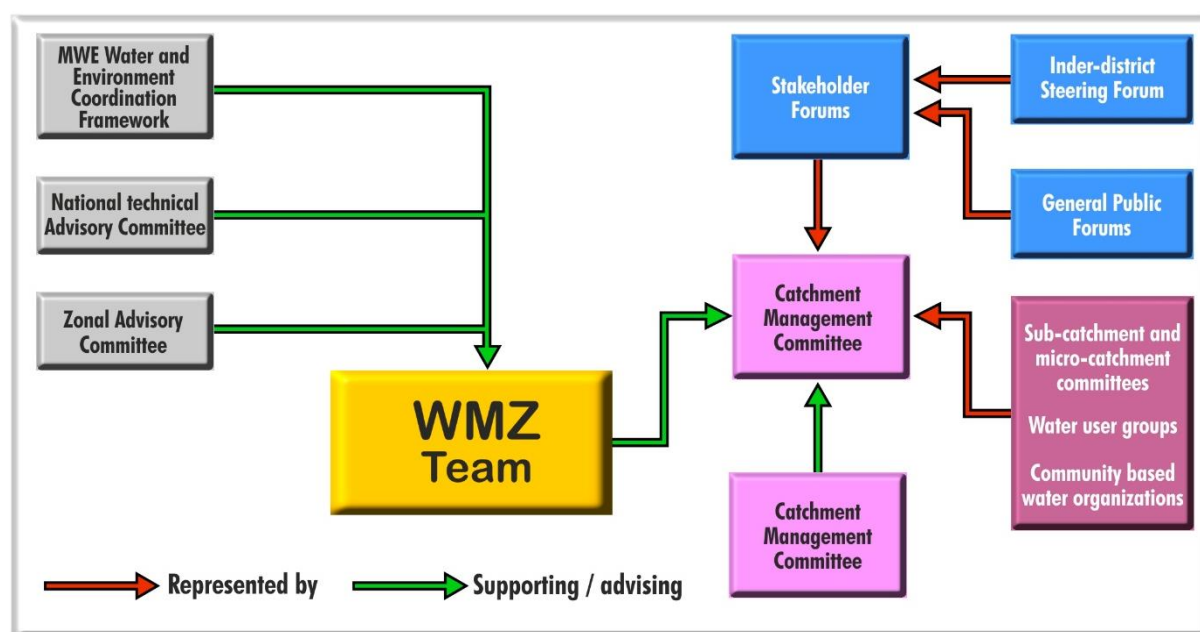 MWE Water and
Environment
Coordination
Framework
National technical
Advisory Committee
Zonal Advisory
Committee
WMZ
Team
Stakeholder
Forums
Inder-district
Steering Forum
General Public
Forums
Catchment
Management
Committee
Sub-catchment and
micro-catchment
committees
Water user groups
Community based
water organizations
Catchment
Management
Committee
Represented by
Supporting / advising